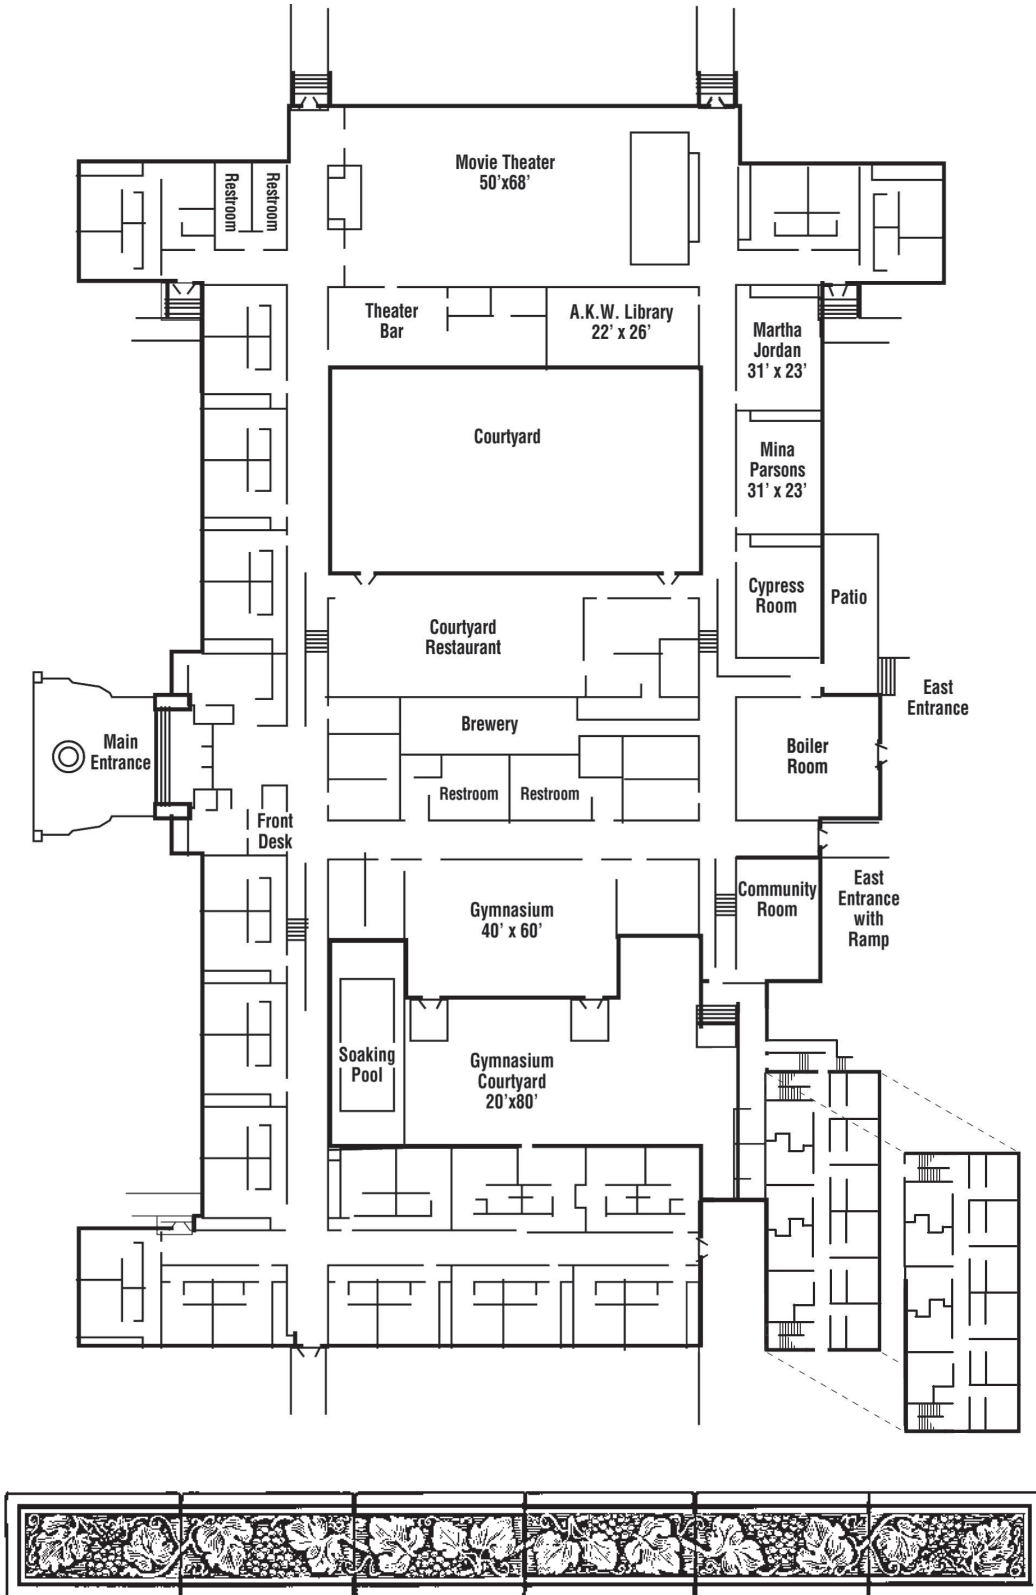 Movie Theater
50'x68'
Restroom
Restroom
Theater
Bar
A.K.W. Library
22' x 26'
Martha
Jordan
31' x 23'
Courtyard
Mina
Parsons
31' x 23'
Cypress
Room
Patio
Courtyard
Restaurant
East
Entrance
Brewery
Main
Entrance
Boiler
Room
Restroom
Restroom
Front
Desk
Gymnasium
40' x 60'
Community
Room
East
Entrance
with
Ramp
Soaking
Pool
Gymnasium
Courtyard
20'x80'